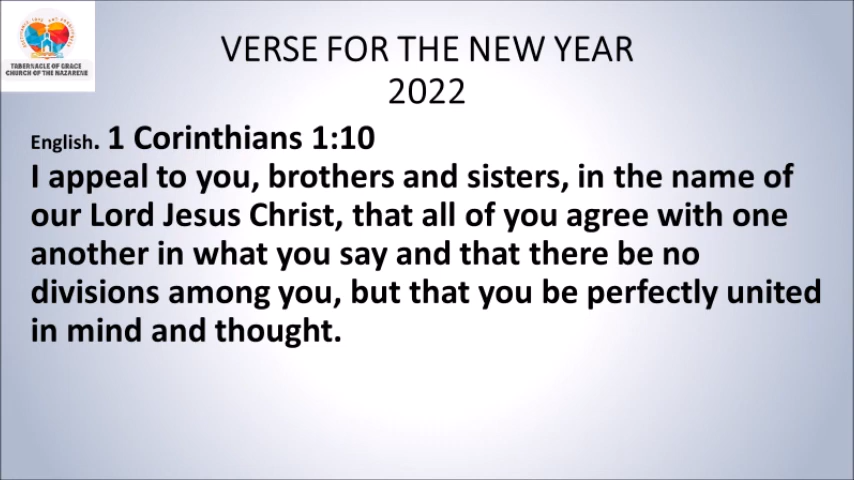 TABERNACLE OF GRACE
CHURCH OF THE NAZARENE
VERSE FOR THE NEW YEAR
2022
English. 1 Corinthians 1:10
I appeal to you, brothers and sisters, in the name of
our Lord Jesus Christ, that all of you agree with one
another in what you say and that there be no
divisions among you, but that you be perfectly united
in mind and thought.